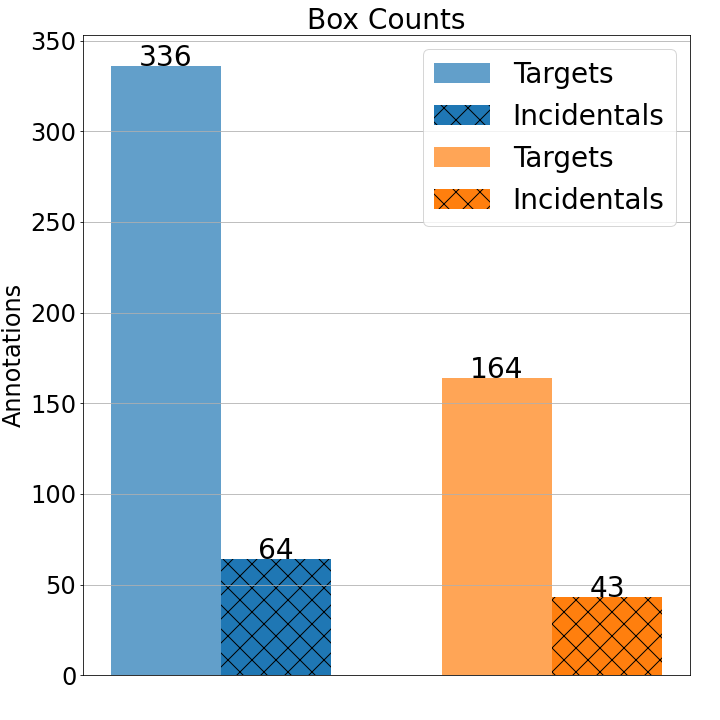 Box Counts
Annotations
350
300
250
200
150
100
50
0
336
64
164
43
Targets
Incidentals
Targets
Incidentals